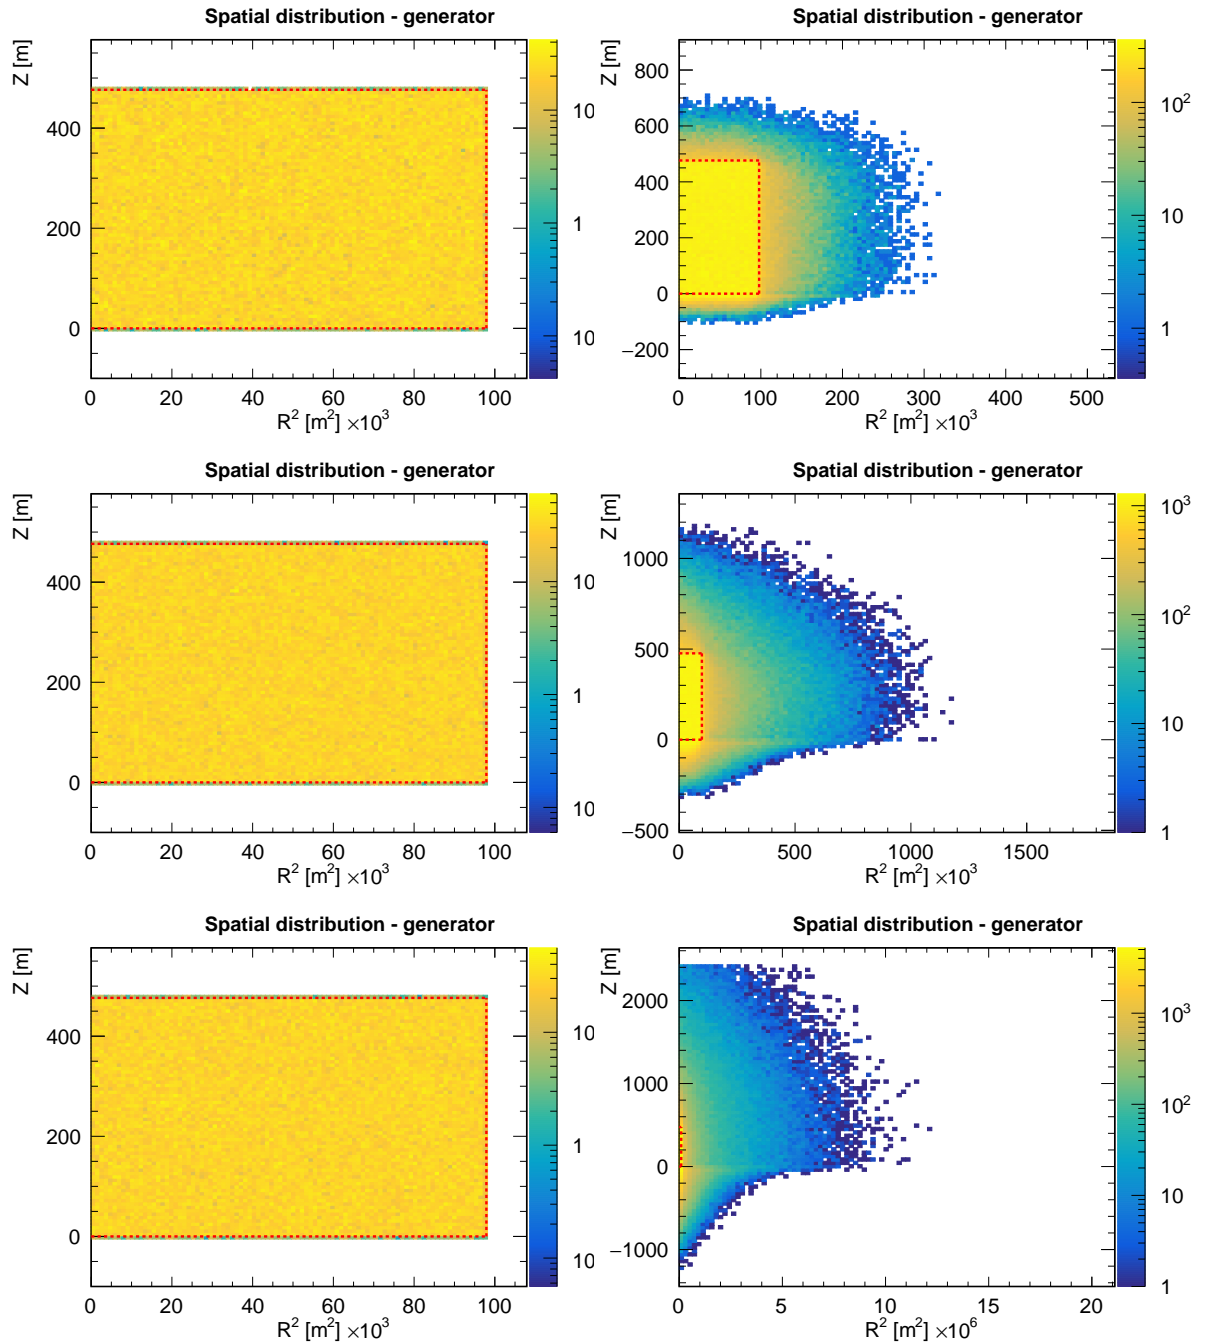 Spatial distribution - generator
Z [m]
400
200
0
0 20 40 60 80 100
R² [m²] ×10³
10
1
10
Spatial distribution - generator
Z [m]
800
600
400
200
0
−200
0 100 200 300 400 500
R² [m²] ×10³
10²
10
1
Spatial distribution - generator
Z [m]
400
200
0
0 20 40 60 80 100
R² [m²] ×10³
10
1
10
Spatial distribution - generator
Z [m]
1000
500
0
−500
0 500 1000 1500
R² [m²] ×10³
10³
10²
10
1
Spatial distribution - generator
Z [m]
400
200
0
0 20 40 60 80 100
R² [m²] ×10³
10
1
10
Spatial distribution - generator
Z [m]
2000
1000
0
−1000
0 5 10 15 20
R² [m²] ×10⁶
10³
10²
10
1